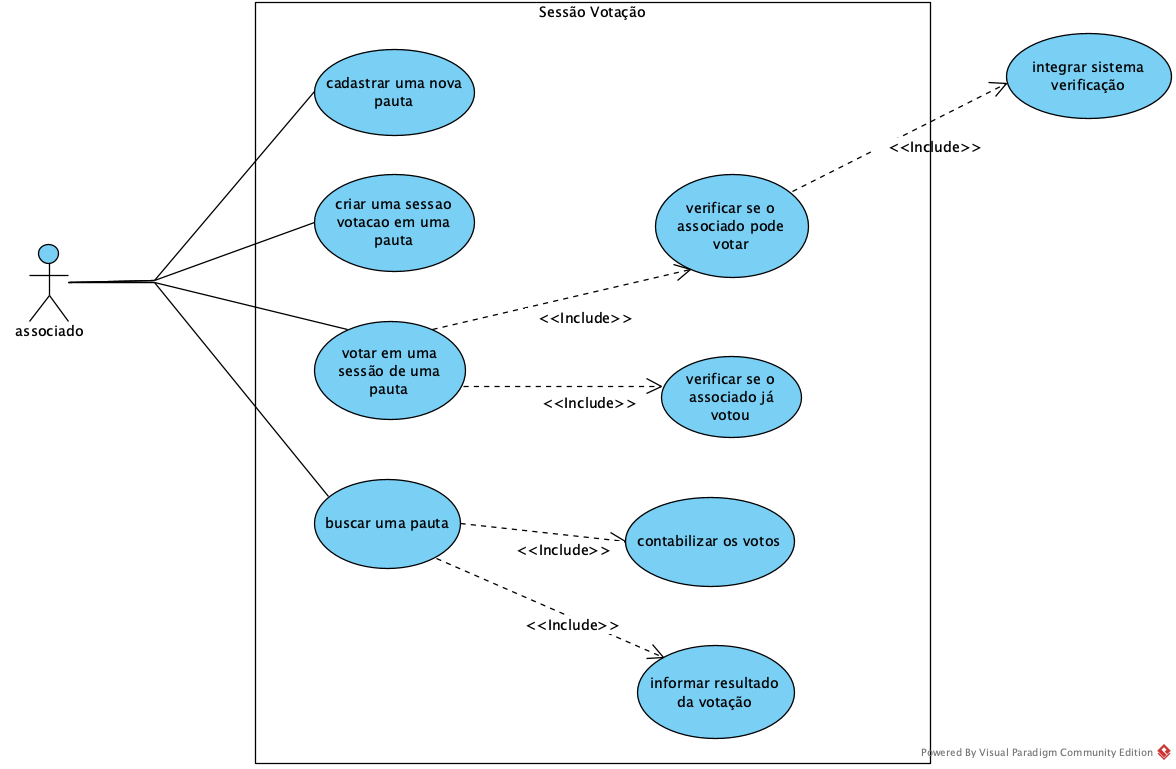 Sessão Votação
cadastrar uma nova
pauta
integrar sistema
verificação
<<Include>>
criar uma sessao
votacao em uma
pauta
verificar se o
associado pode
votar
associado
<<Include>>
votar em uma
sessão de uma
pauta
verificar se o
associado já
votou
<<Include>>
buscar uma pauta
contabilizar os votos
<<Include>>
<<Include>>
informar resultado
da votação
Powered By Visual Paradigm Community Edition